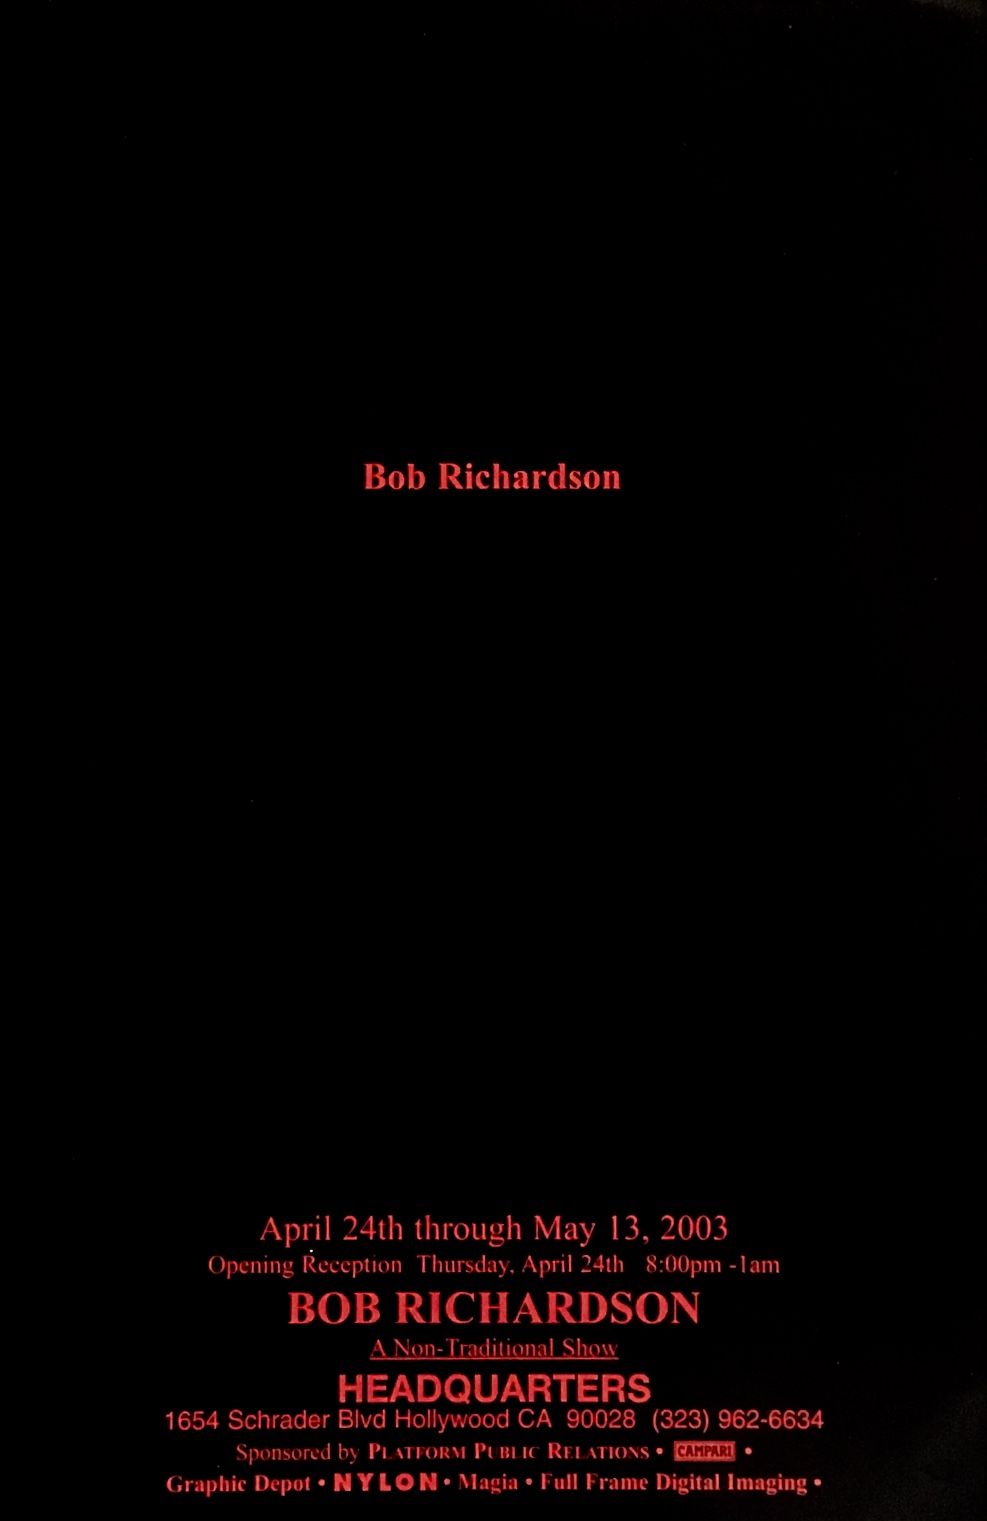 Bob Richardson
April 24th through May 13, 2003
Opening Reception Thursday, April 24th 8:00pm -1am
BOB RICHARDSON
A Non-Traditional Show
HEADQUARTERS
1654 Schrader Blvd Hollywood CA 90028 (323) 962-6634
Sponsored by PLATFORM PUBLIC RELATIONS • CAMPARI •
Graphic Depot • NYLON • Magia • Full Frame Digital Imaging •